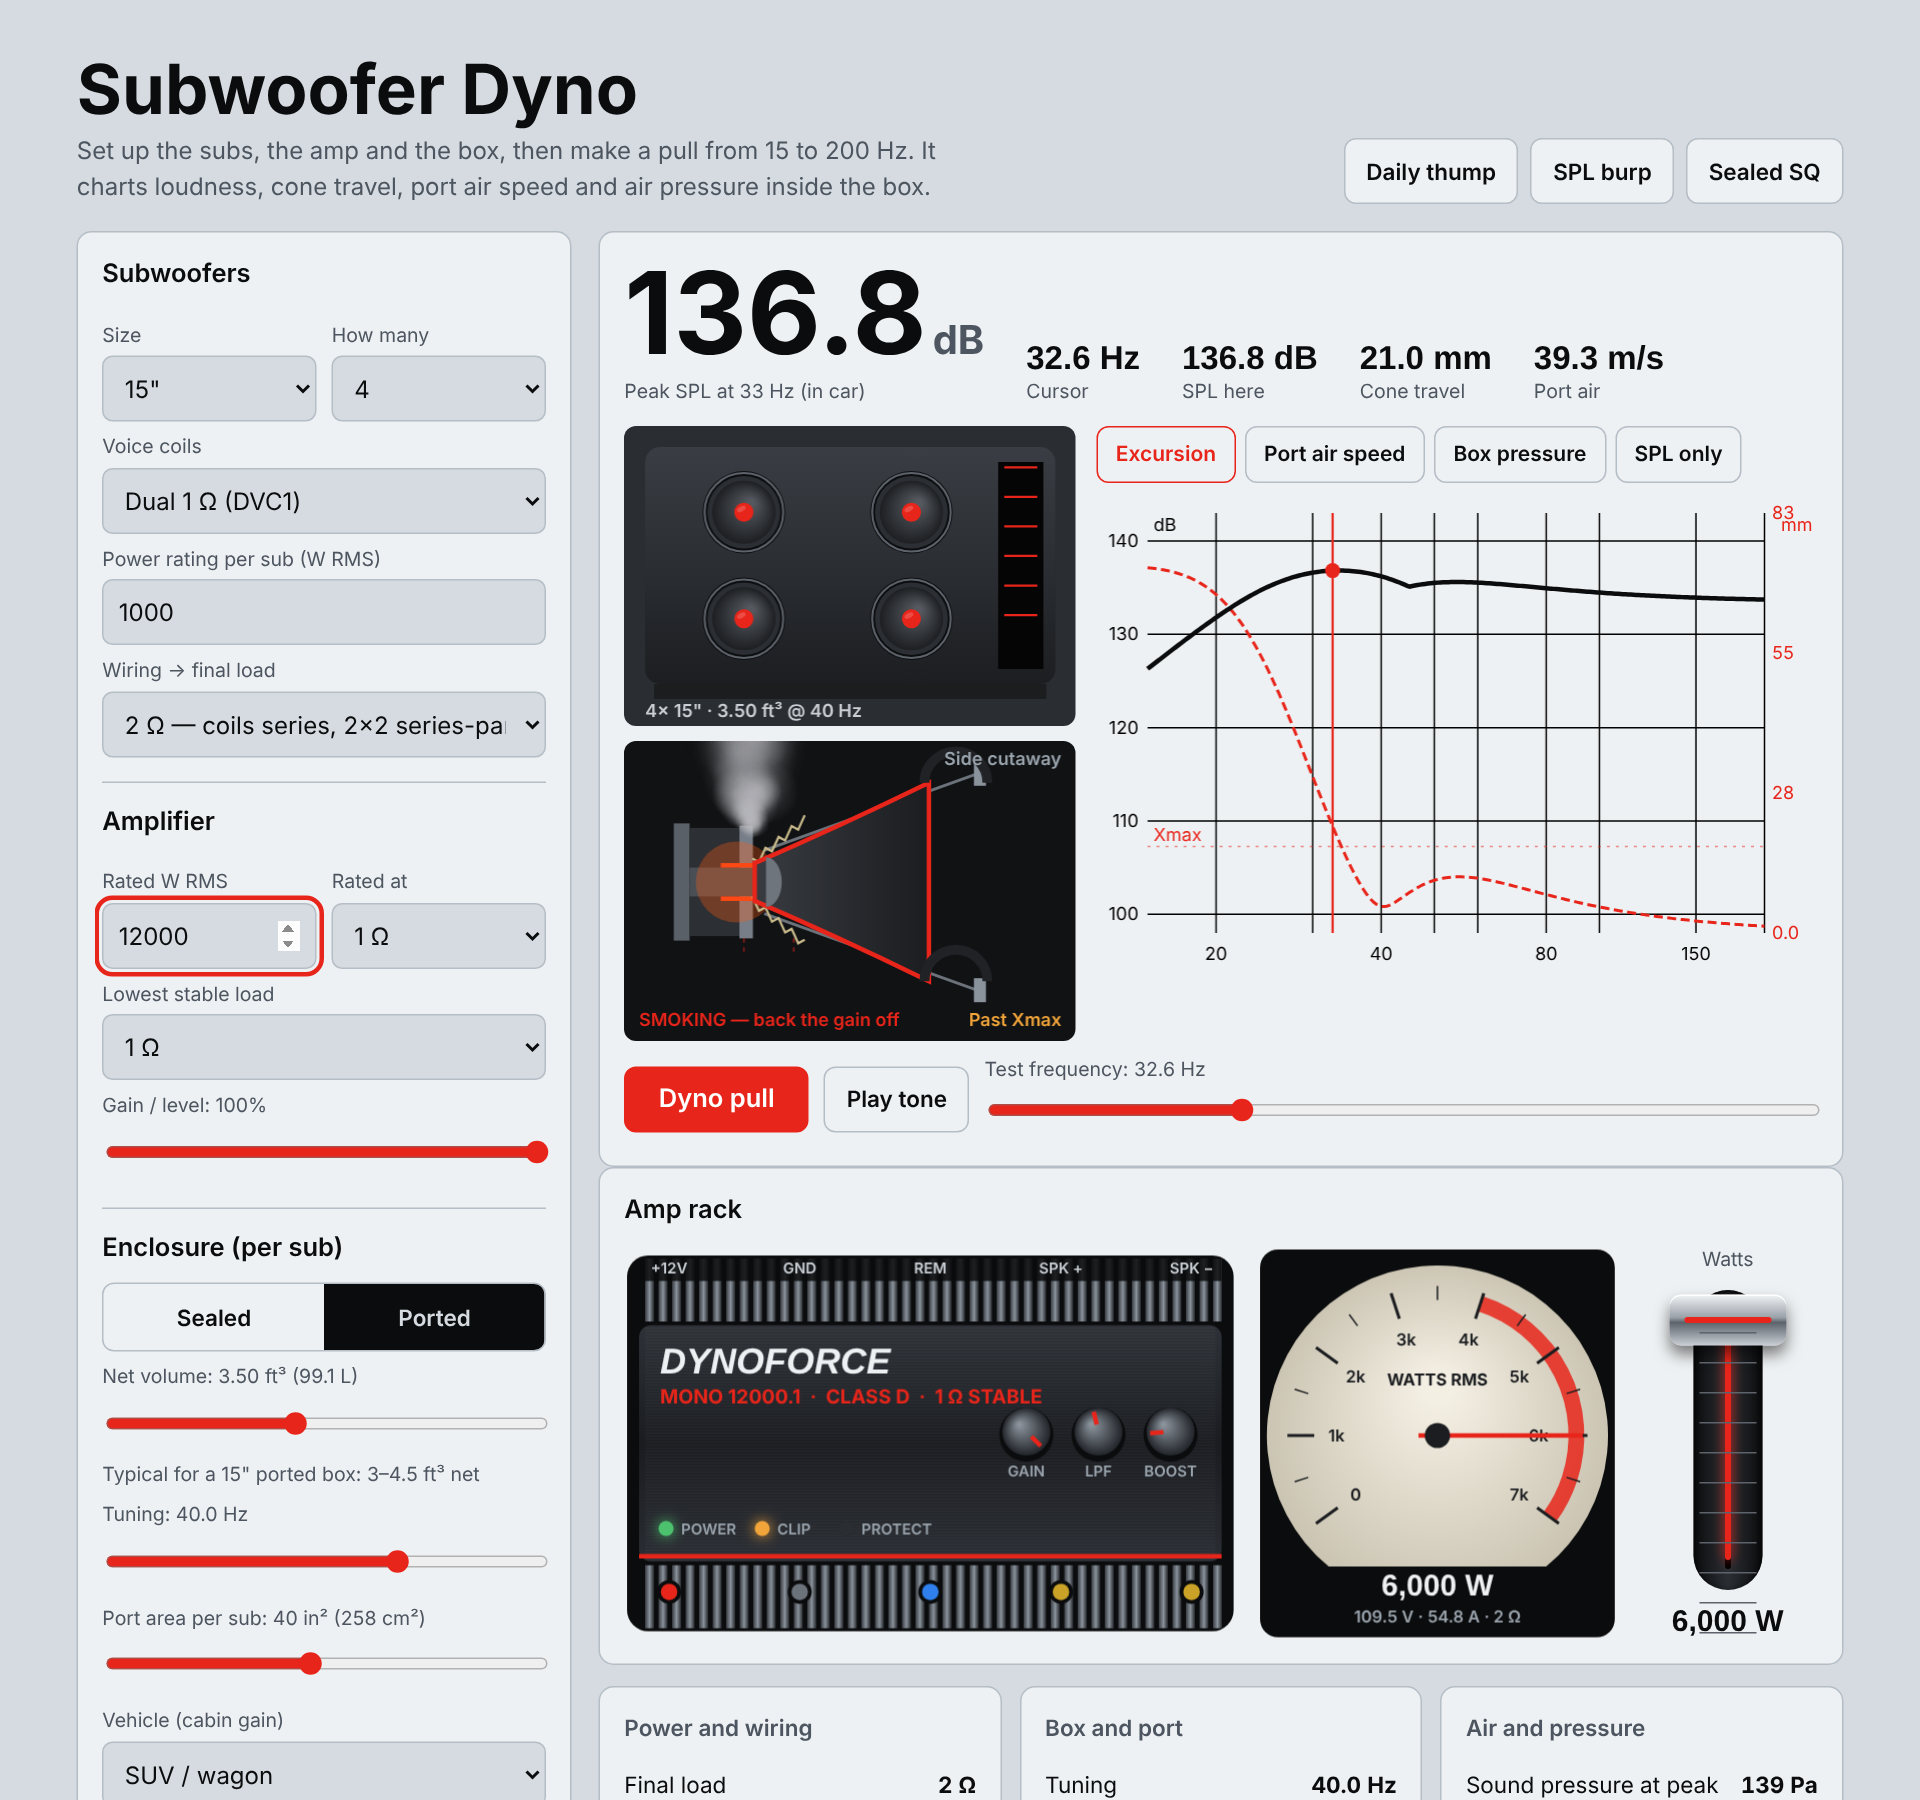 Subwoofer Dyno
Set up the subs, the amp and the box, then make a pull from 15 to 200 Hz. It
charts loudness, cone travel, port air speed and air pressure inside the box.
Daily thump
SPL burp
Sealed SQ
Subwoofers
Size
How many
15"
4
Voice coils
Dual 1 Ω (DVC1)
Power rating per sub (W RMS)
1000
Wiring → final load
2 Ω — coils series, 2×2 series-pa
Amplifier
Rated W RMS
Rated at
12000
1 Ω
Lowest stable load
1 Ω
Gain / level: 100%
Enclosure (per sub)
Sealed
Ported
Net volume: 3.50 ft³ (99.1 L)
Typical for a 15" ported box: 3–4.5 ft³ net
Tuning: 40.0 Hz
Port area per sub: 40 in² (258 cm²)
Vehicle (cabin gain)
SUV / wagon
136.8 dB
Peak SPL at 33 Hz (in car)
32.6 Hz
Cursor
136.8 dB
SPL here
21.0 mm
Cone travel
39.3 m/s
Port air
4× 15" · 3.50 ft³ @ 40 Hz
Side cutaway
SMOKING — back the gain off
Past Xmax
Excursion
Port air speed
Box pressure
SPL only
dB
140
130
120
110
100
Xmax
83
mm
55
28
0.0
20
40
80
150
Dyno pull
Play tone
Test frequency: 32.6 Hz
Amp rack
+12V
GND
REM
SPK +
SPK −
DYNOFORCE
MONO 12000.1 · CLASS D · 1 Ω STABLE
GAIN
LPF
BOOST
POWER
CLIP
PROTECT
0
1k
2k
3k
4k
5k
6k
7k
WATTS RMS
6,000 W
109.5 V · 54.8 A · 2 Ω
Watts
6,000 W
Power and wiring
Final load
2 Ω
Box and port
Tuning
40.0 Hz
Air and pressure
Sound pressure at peak
139 Pa